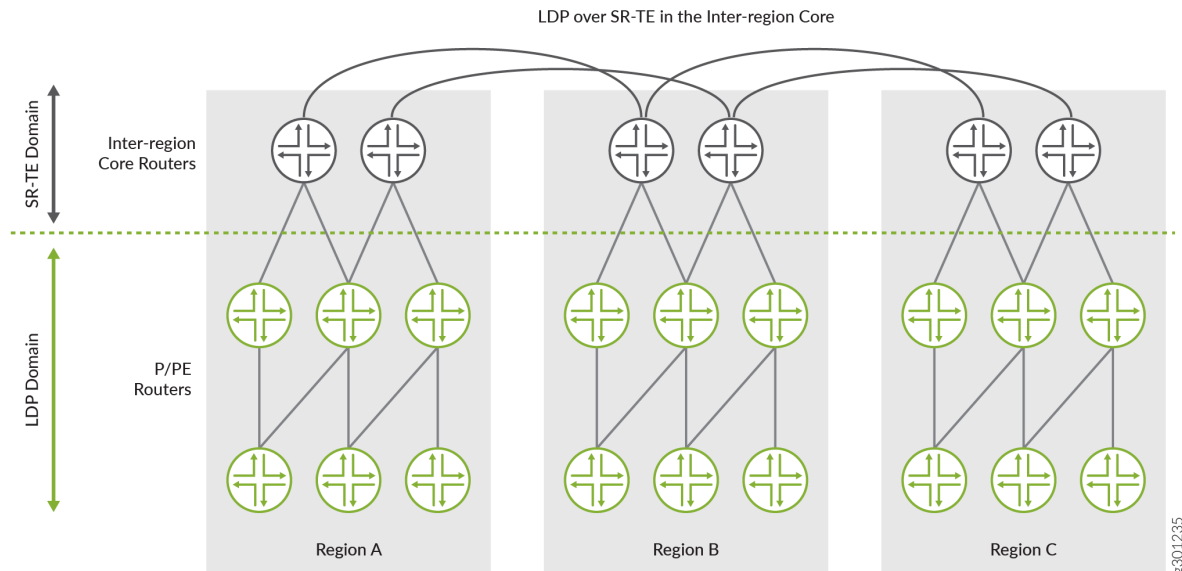 LDP over SR-TE in the Inter-region Core
SR-TE Domain
Inter-region
Core Routers
LDP Domain
P/PE
Routers
Region A
Region B
Region C
g301235